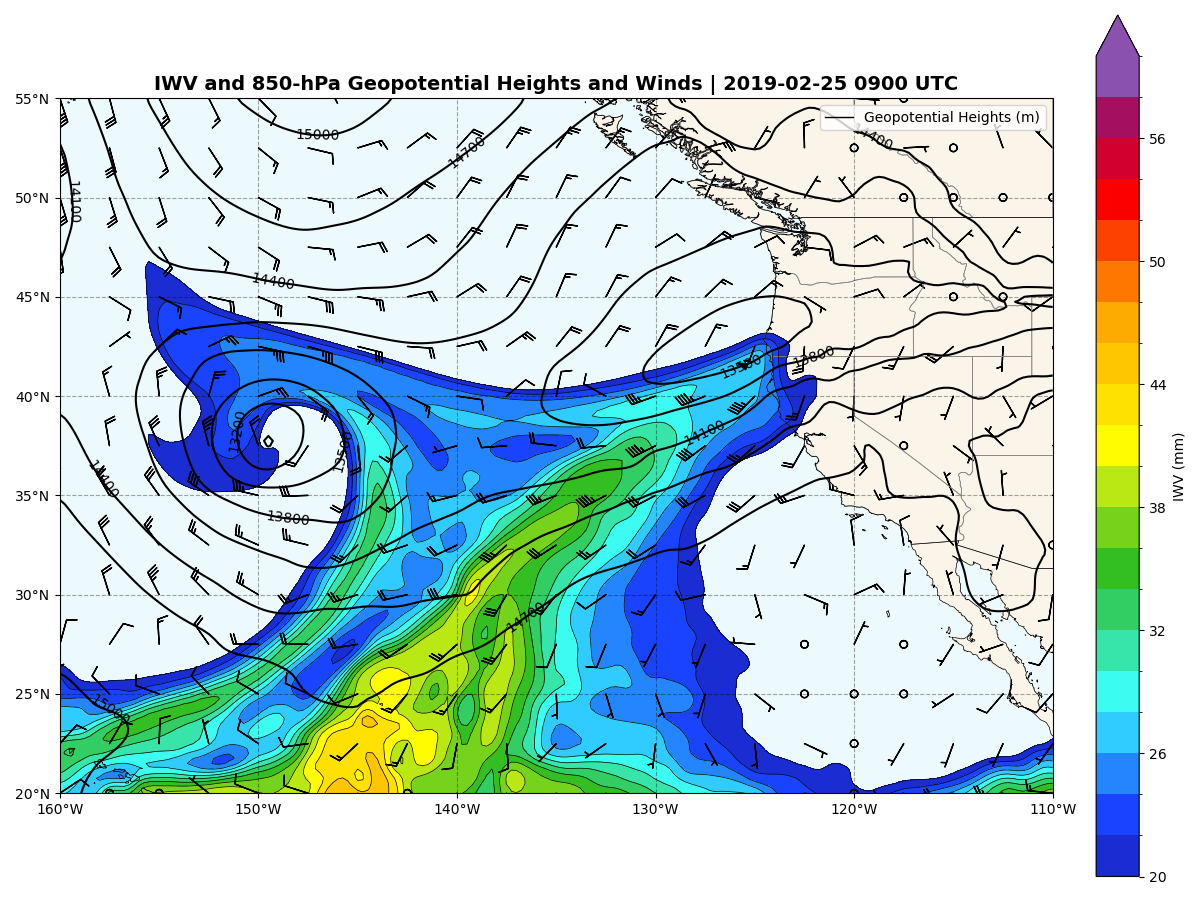 IWV and 850-hPa Geopotential Heights and Winds | 2019-02-25 0900 UTC
55°N
50°N
45°N
40°N
35°N
30°N
25°N
20°N
160°W
150°W
140°W
130°W
120°W
110°W
Geopotential Heights (m)
15000
14700
14400
14100
14400
13800
13500
14100
13200
13500
14400
13800
14700
15000
56
50
44
38
32
26
20
IWV (mm)